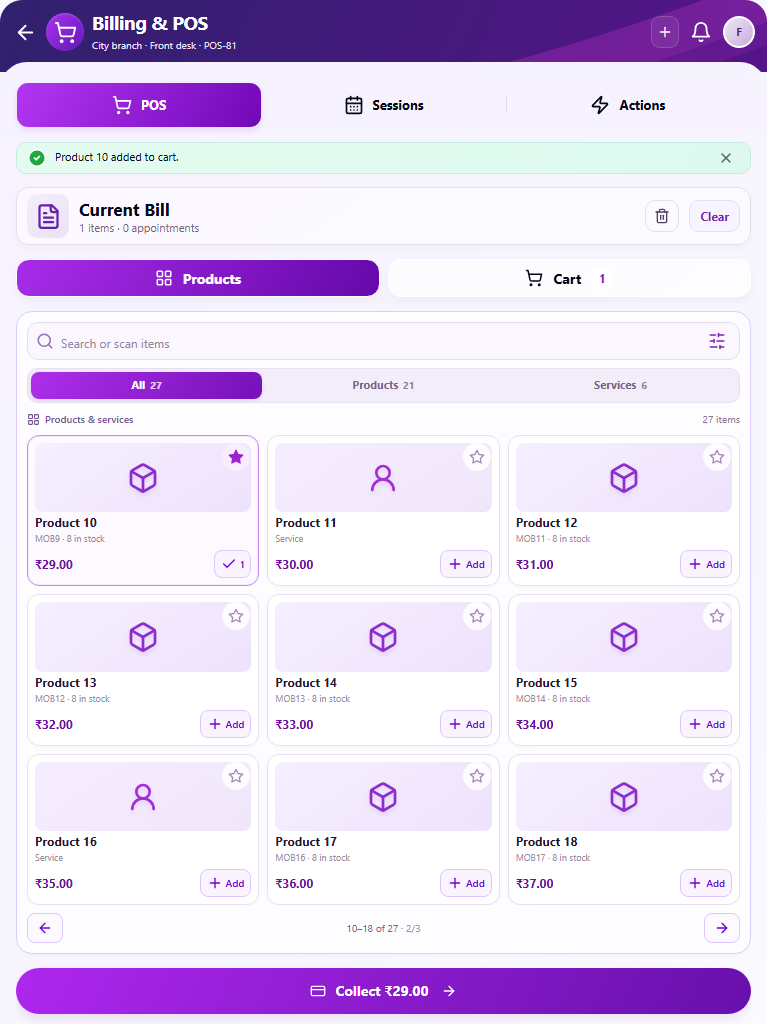 Billing & POS
City branch · Front desk · POS-81
F
POS
Sessions
Actions
Product 10 added to cart.
Current Bill
1 items · 0 appointments
Clear
Products
Cart 1
Search or scan items
All 27
Products 21
Services 6
Products & services
27 items
Product 10
MOB9 · 8 in stock
₹29.00
1
Product 11
Service
₹30.00
Add
Product 12
MOB11 · 8 in stock
₹31.00
Add
Product 13
MOB12 · 8 in stock
₹32.00
Add
Product 14
MOB13 · 8 in stock
₹33.00
Add
Product 15
MOB14 · 8 in stock
₹34.00
Add
Product 16
Service
₹35.00
Add
Product 17
MOB16 · 8 in stock
₹36.00
Add
Product 18
MOB17 · 8 in stock
₹37.00
Add
10–18 of 27 · 2/3
Collect ₹29.00